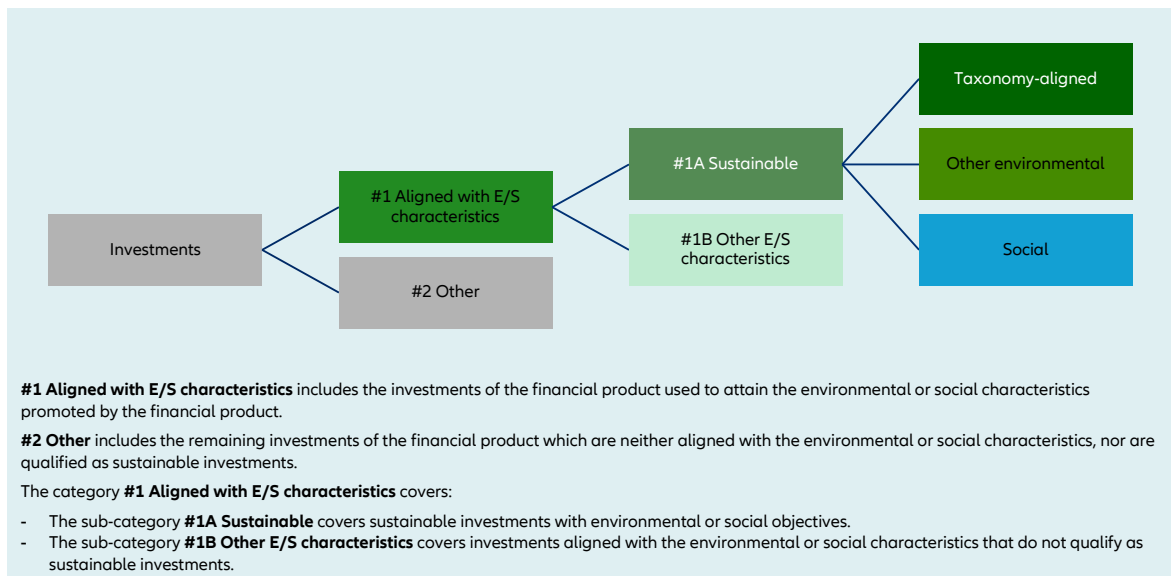 Taxonomy-aligned
#1A Sustainable
Other environmental
#1 Aligned with E/S
characteristics
#1B Other E/S
characteristics
Investments
Social
#2 Other
#1 Aligned with E/S characteristics includes the investments of the financial product used to attain the environmental or social characteristics
promoted by the financial product.
#2 Other includes the remaining investments of the financial product which are neither aligned with the environmental or social characteristics, nor are
qualified as sustainable investments.
The category #1 Aligned with E/S characteristics covers:
- The sub-category #1A Sustainable covers sustainable investments with environmental or social objectives.
- The sub-category #1B Other E/S characteristics covers investments aligned with the environmental or social characteristics that do not qualify as
sustainable investments.